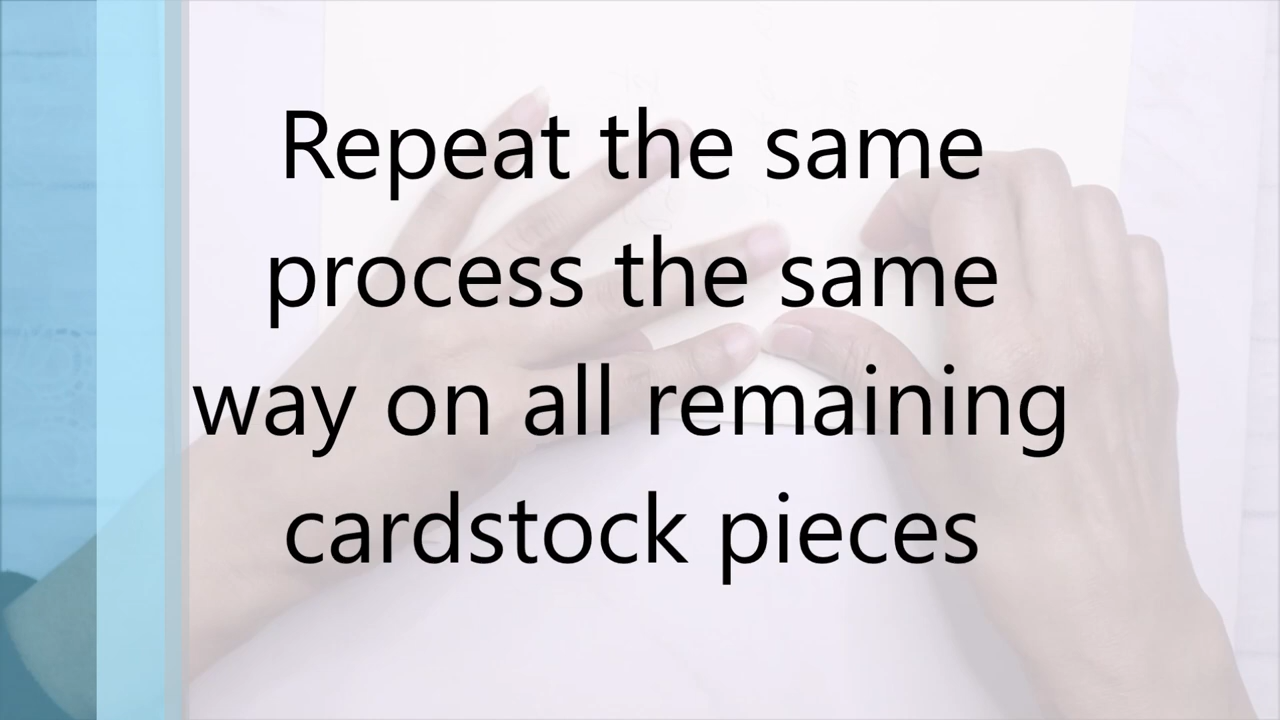 Repeat the same
process the same
way on all remaining
cardstock pieces